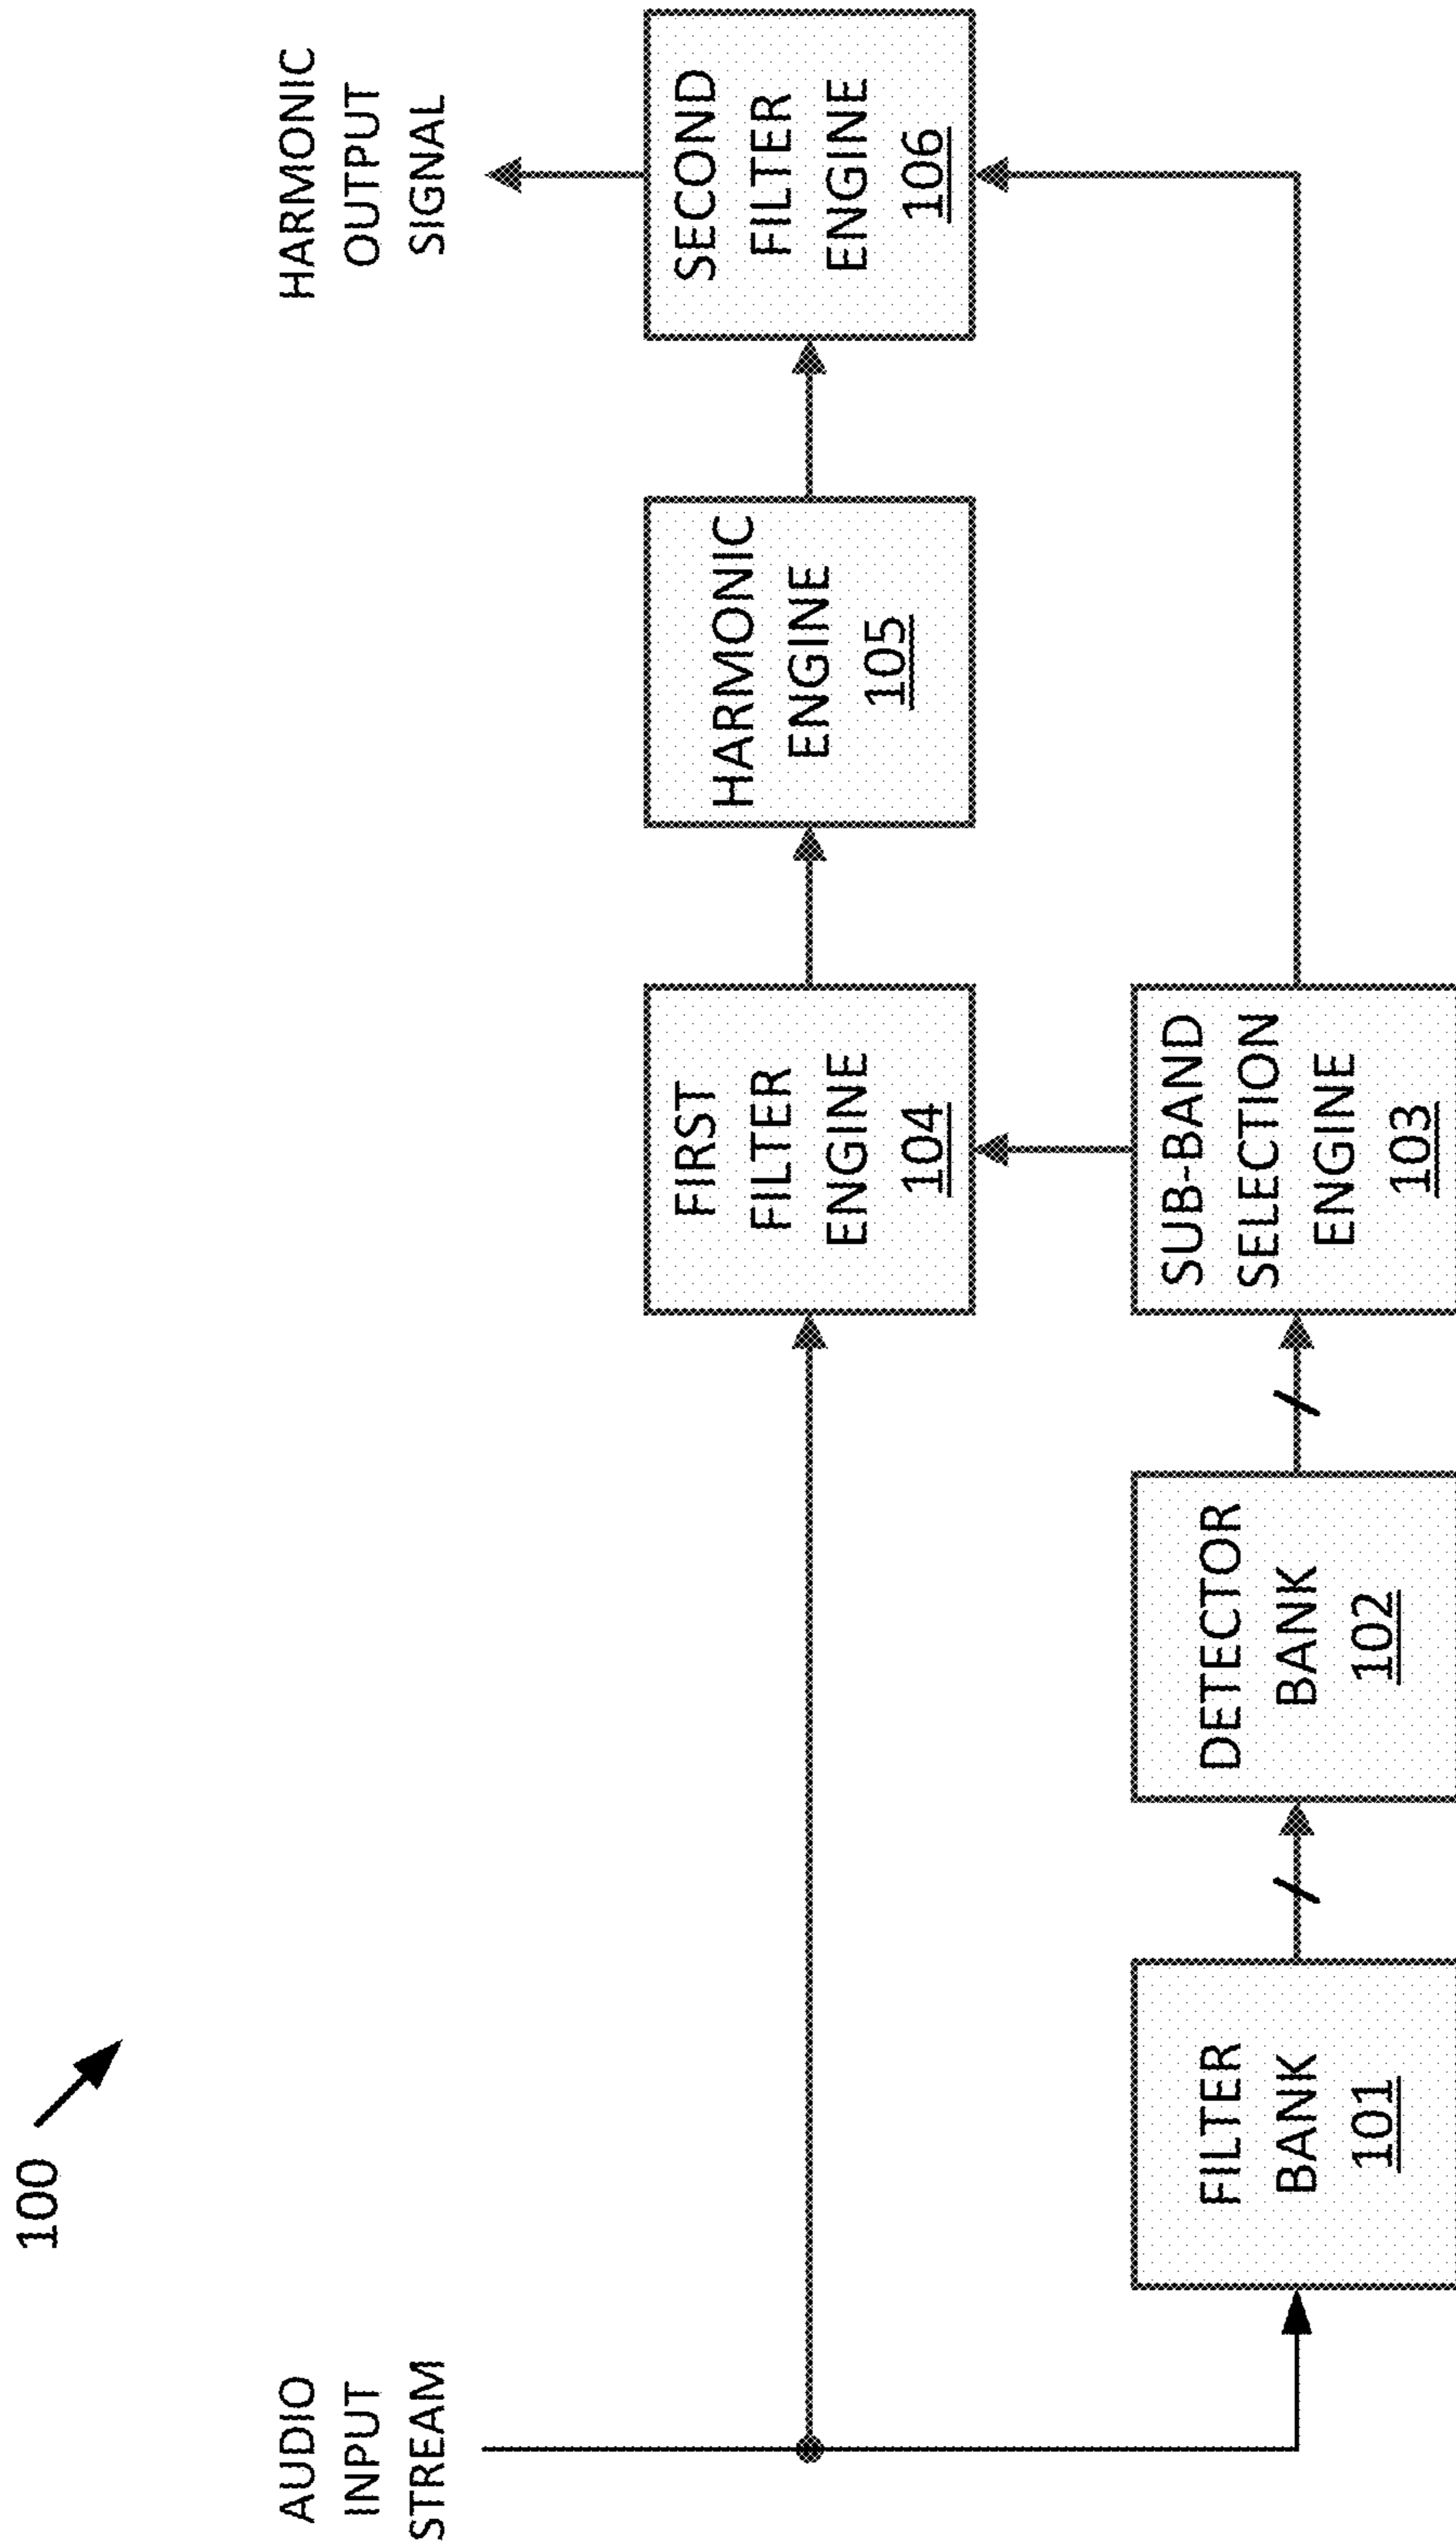 100
AUDIO
INPUT
STREAM
HARMONIC
OUTPUT
SIGNAL
FIRST
FILTER
ENGINE
104
HARMONIC
ENGINE
105
SECOND
FILTER
ENGINE
106
FILTER
BANK
101
DETECTOR
BANK
102
SUB-BAND
SELECTION
ENGINE
103